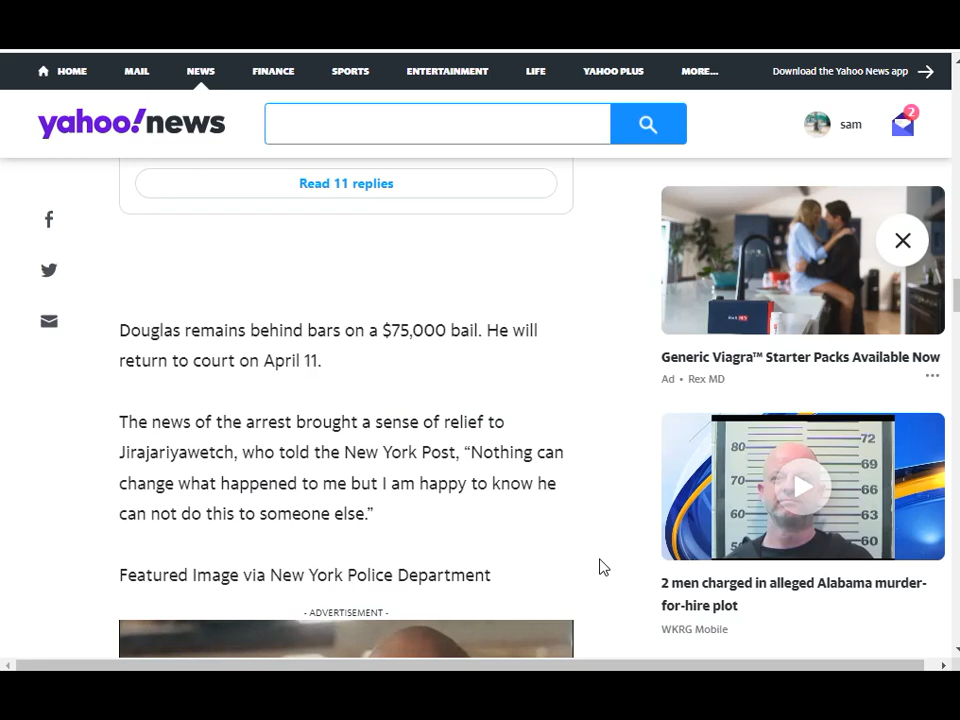 HOME MAIL NEWS FINANCE SPORTS ENTERTAINMENT LIFE YAHOO PLUS MORE... Download the Yahoo News app
yahoo!news
sam
2
Read 11 replies
Douglas remains behind bars on a $75,000 bail. He will
return to court on April 11.
The news of the arrest brought a sense of relief to
Jirajariyawetch, who told the New York Post, “Nothing can
change what happened to me but I am happy to know he
can not do this to someone else.”
Featured Image via New York Police Department
- ADVERTISEMENT -
Generic Viagra™ Starter Packs Available Now
Ad • Rex MD
80
70
60
72
69
66
63
60
2 men charged in alleged Alabama murder-
for-hire plot
WKRG Mobile